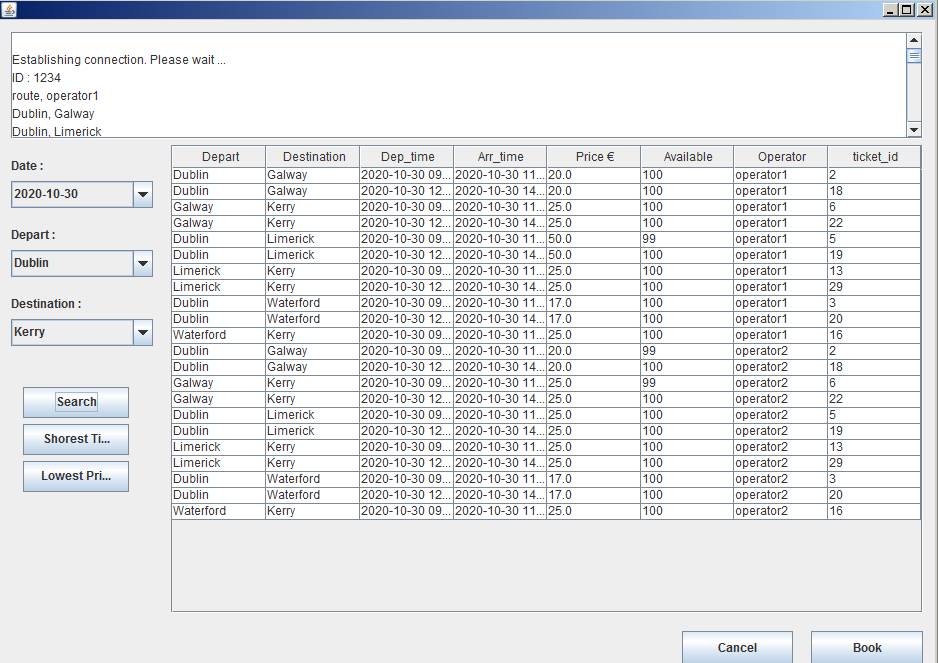 Establishing connection. Please wait ...
ID : 1234
route, operator1
Dublin, Galway
Dublin, Limerick
Date :
2020-10-30
Depart :
Dublin
Destination :
Kerry
Search
Shorest Ti...
Lowest Pri...
Depart Destination Dep_time Arr_time Price € Available Operator ticket_id
Dublin Galway 2020-10-30 09... 2020-10-30 11... 20.0 100 operator1 2
Dublin Galway 2020-10-30 12... 2020-10-30 14... 20.0 100 operator1 18
Galway Kerry 2020-10-30 09... 2020-10-30 11... 25.0 100 operator1 6
Galway Kerry 2020-10-30 12... 2020-10-30 14... 25.0 100 operator1 22
Dublin Limerick 2020-10-30 09... 2020-10-30 11... 50.0 99 operator1 5
Dublin Limerick 2020-10-30 12... 2020-10-30 14... 50.0 100 operator1 19
Limerick Kerry 2020-10-30 09... 2020-10-30 11... 25.0 100 operator1 13
Limerick Kerry 2020-10-30 12... 2020-10-30 14... 25.0 100 operator1 29
Dublin Waterford 2020-10-30 09... 2020-10-30 11... 17.0 100 operator1 3
Dublin Waterford 2020-10-30 12... 2020-10-30 14... 17.0 100 operator1 20
Waterford Kerry 2020-10-30 09... 2020-10-30 11... 25.0 100 operator1 16
Dublin Galway 2020-10-30 09... 2020-10-30 11... 20.0 99 operator2 2
Dublin Galway 2020-10-30 12... 2020-10-30 14... 20.0 100 operator2 18
Galway Kerry 2020-10-30 09... 2020-10-30 11... 25.0 99 operator2 6
Galway Kerry 2020-10-30 12... 2020-10-30 14... 25.0 100 operator2 22
Dublin Limerick 2020-10-30 09... 2020-10-30 11... 25.0 100 operator2 5
Dublin Limerick 2020-10-30 12... 2020-10-30 14... 25.0 100 operator2 19
Limerick Kerry 2020-10-30 09... 2020-10-30 11... 25.0 100 operator2 13
Limerick Kerry 2020-10-30 12... 2020-10-30 14... 25.0 100 operator2 29
Dublin Waterford 2020-10-30 09... 2020-10-30 11... 17.0 100 operator2 3
Dublin Waterford 2020-10-30 12... 2020-10-30 14... 17.0 100 operator2 20
Waterford Kerry 2020-10-30 09... 2020-10-30 11... 25.0 100 operator2 16
Cancel
Book